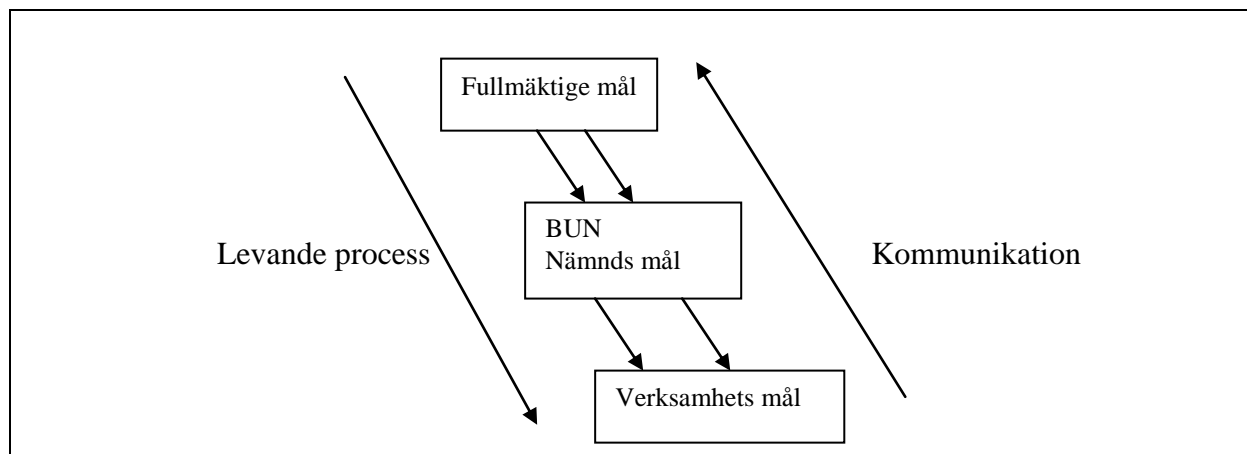 Fullmäktige mål
BUN
Nämnds mål
Levande process
Kommunikation
Verksamhets mål